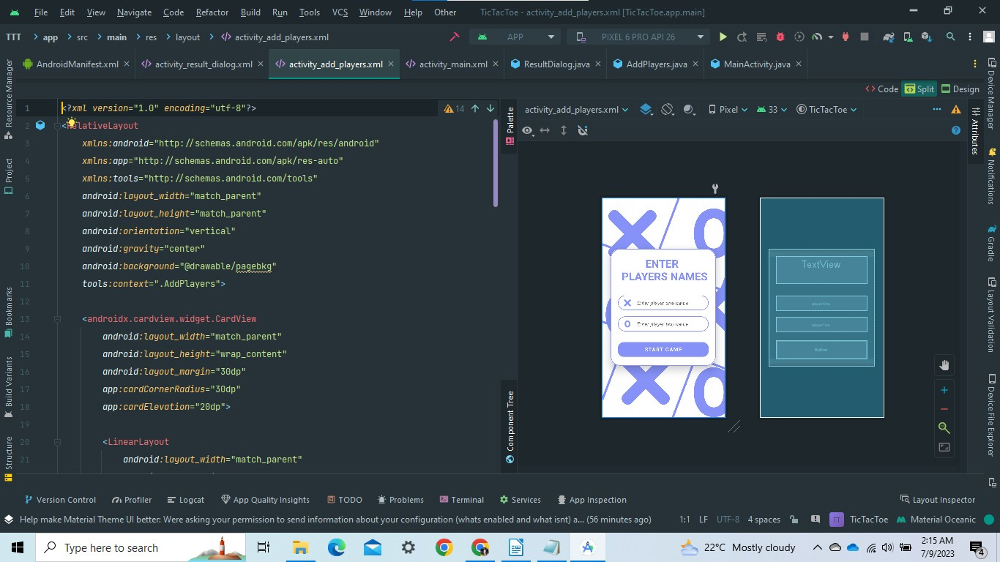 File Edit View Navigate Code Refactor Build Run Tools VCS Window Help Other TicTacToe - activity_add_players.xml [TicTacToe.app.main]
TTT app src main res layout activity_add_players.xml APP PIXEL 6 PRO API 26
AndroidManifest.xml activity_result_dialog.xml activity_add_players.xml activity_main.xml ResultDialog.java AddPlayers.java MainActivity.java
Code Split Design
Resource Manager
Project
Bookmarks
Build Variants
Structure
1 <?xml version="1.0" encoding="utf-8"?> 14
2 <RelativeLayout
3 xmlns:android="http://schemas.android.com/apk/res/android"
4 xmlns:app="http://schemas.android.com/apk/res-auto"
5 xmlns:tools="http://schemas.android.com/tools"
6 android:layout_width="match_parent"
7 android:layout_height="match_parent"
8 android:orientation="vertical"
9 android:gravity="center"
10 android:background="@drawable/pagebkg"
11 tools:context=".AddPlayers">
12
13 <androidx.cardview.widget.CardView
14 android:layout_width="match_parent"
15 android:layout_height="wrap_content"
16 android:layout_margin="30dp"
17 app:cardCornerRadius="30dp"
18 app:cardElevation="20dp">
19
20 <LinearLayout
21 android:layout_width="match_parent"
Palette
Component Tree
activity_add_players.xml Pixel 33 TicTacToe
ENTER
PLAYERS NAMES
Enter player one name
Enter player two name
START GAME
TextView
playerOne
playerTwo
Button
Attributes
Device Manager
Notifications
Gradle
Layout Validation
Device File Explorer
Version Control Profiler Logcat App Quality Insights TODO Problems Terminal Services App Inspection Layout Inspector
Help make Material Theme UI better: Were asking your permission to send information about your configuration (whats enabled and what isnt) a... (56 minutes ago) 1:1 LF UTF-8 4 spaces TT TicTacToe Material Oceanic
Type here to search 22°C Mostly cloudy 2:15 AM
7/9/2023 4